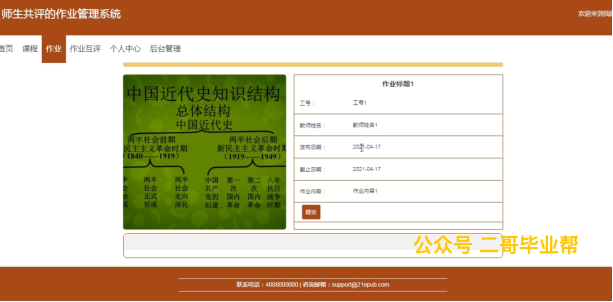 师生共评的作业管理系统
欢迎来到我
首页 课程 作业 作业互评 个人中心 后台管理
中国近代史知识结构
总体结构
中国近代史
两半社会前期
民主主义革命时期
(1840——1919)
两半社会后期
新民主主义革命时期
(1919——1949)
两半 两半 两半
社会 社会 社会
正式 走向
形成 深化
中国 第一 第二 八年
共产 次 次 抗日
党的 国内 国内 战争
创建 革命 革命 时期
作业标题1
工号： 工号1
教师姓名： 教师姓名1
发布日期： 2021-04-17
截止日期： 2021-04-17
作业内容： 作业内容1
提交
公众号 二哥毕业帮
联系电话：4000000000 | 咨询邮箱：support@21epub.com